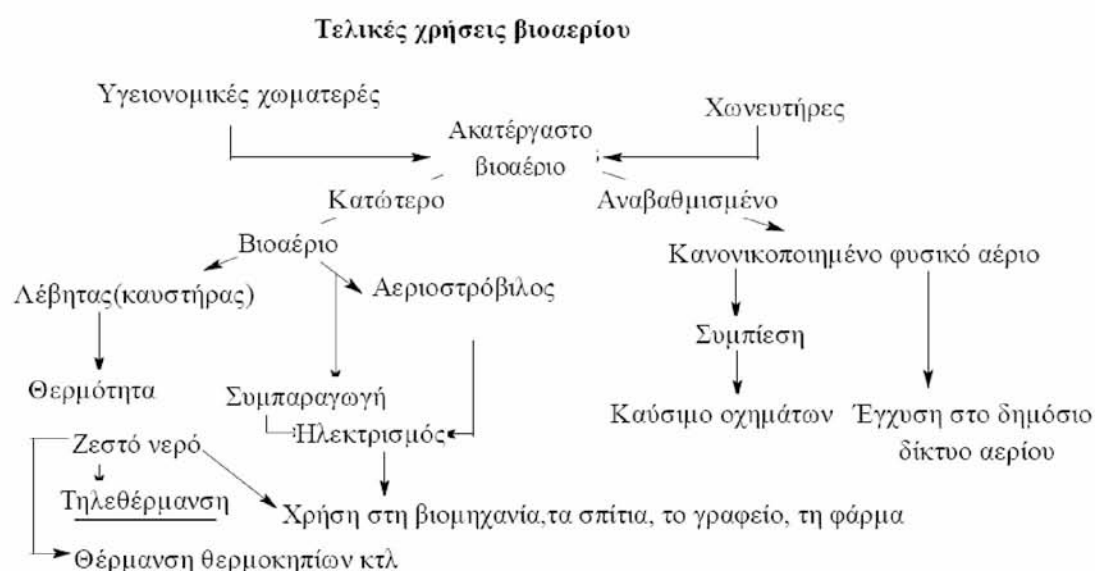 Τελικές χρήσεις βιοαερίου
Υγειονομικές χωματερές
Χωνευτήρες
Ακατέργαστο
βιοαέριο
Κατώτερο
Αναβαθμισμένο
Βιοαέριο
Κανονικοποιημένο φυσικό αέριο
Λέβητας(καυστήρας)
Αεριοστρόβιλος
Συμπίεση
Θερμότητα
Συμπαραγωγή
Καύσιμο οχημάτων
Έγχυση στο δημόσιο
δίκτυο αερίου
Ζεστό νερό
Ηλεκτρισμός
Τηλεθέρμανση
Χρήση στη βιομηχανία,τα σπίτια, το γραφείο, τη φάρμα
Θέρμανση θερμοκηπίων κτλ